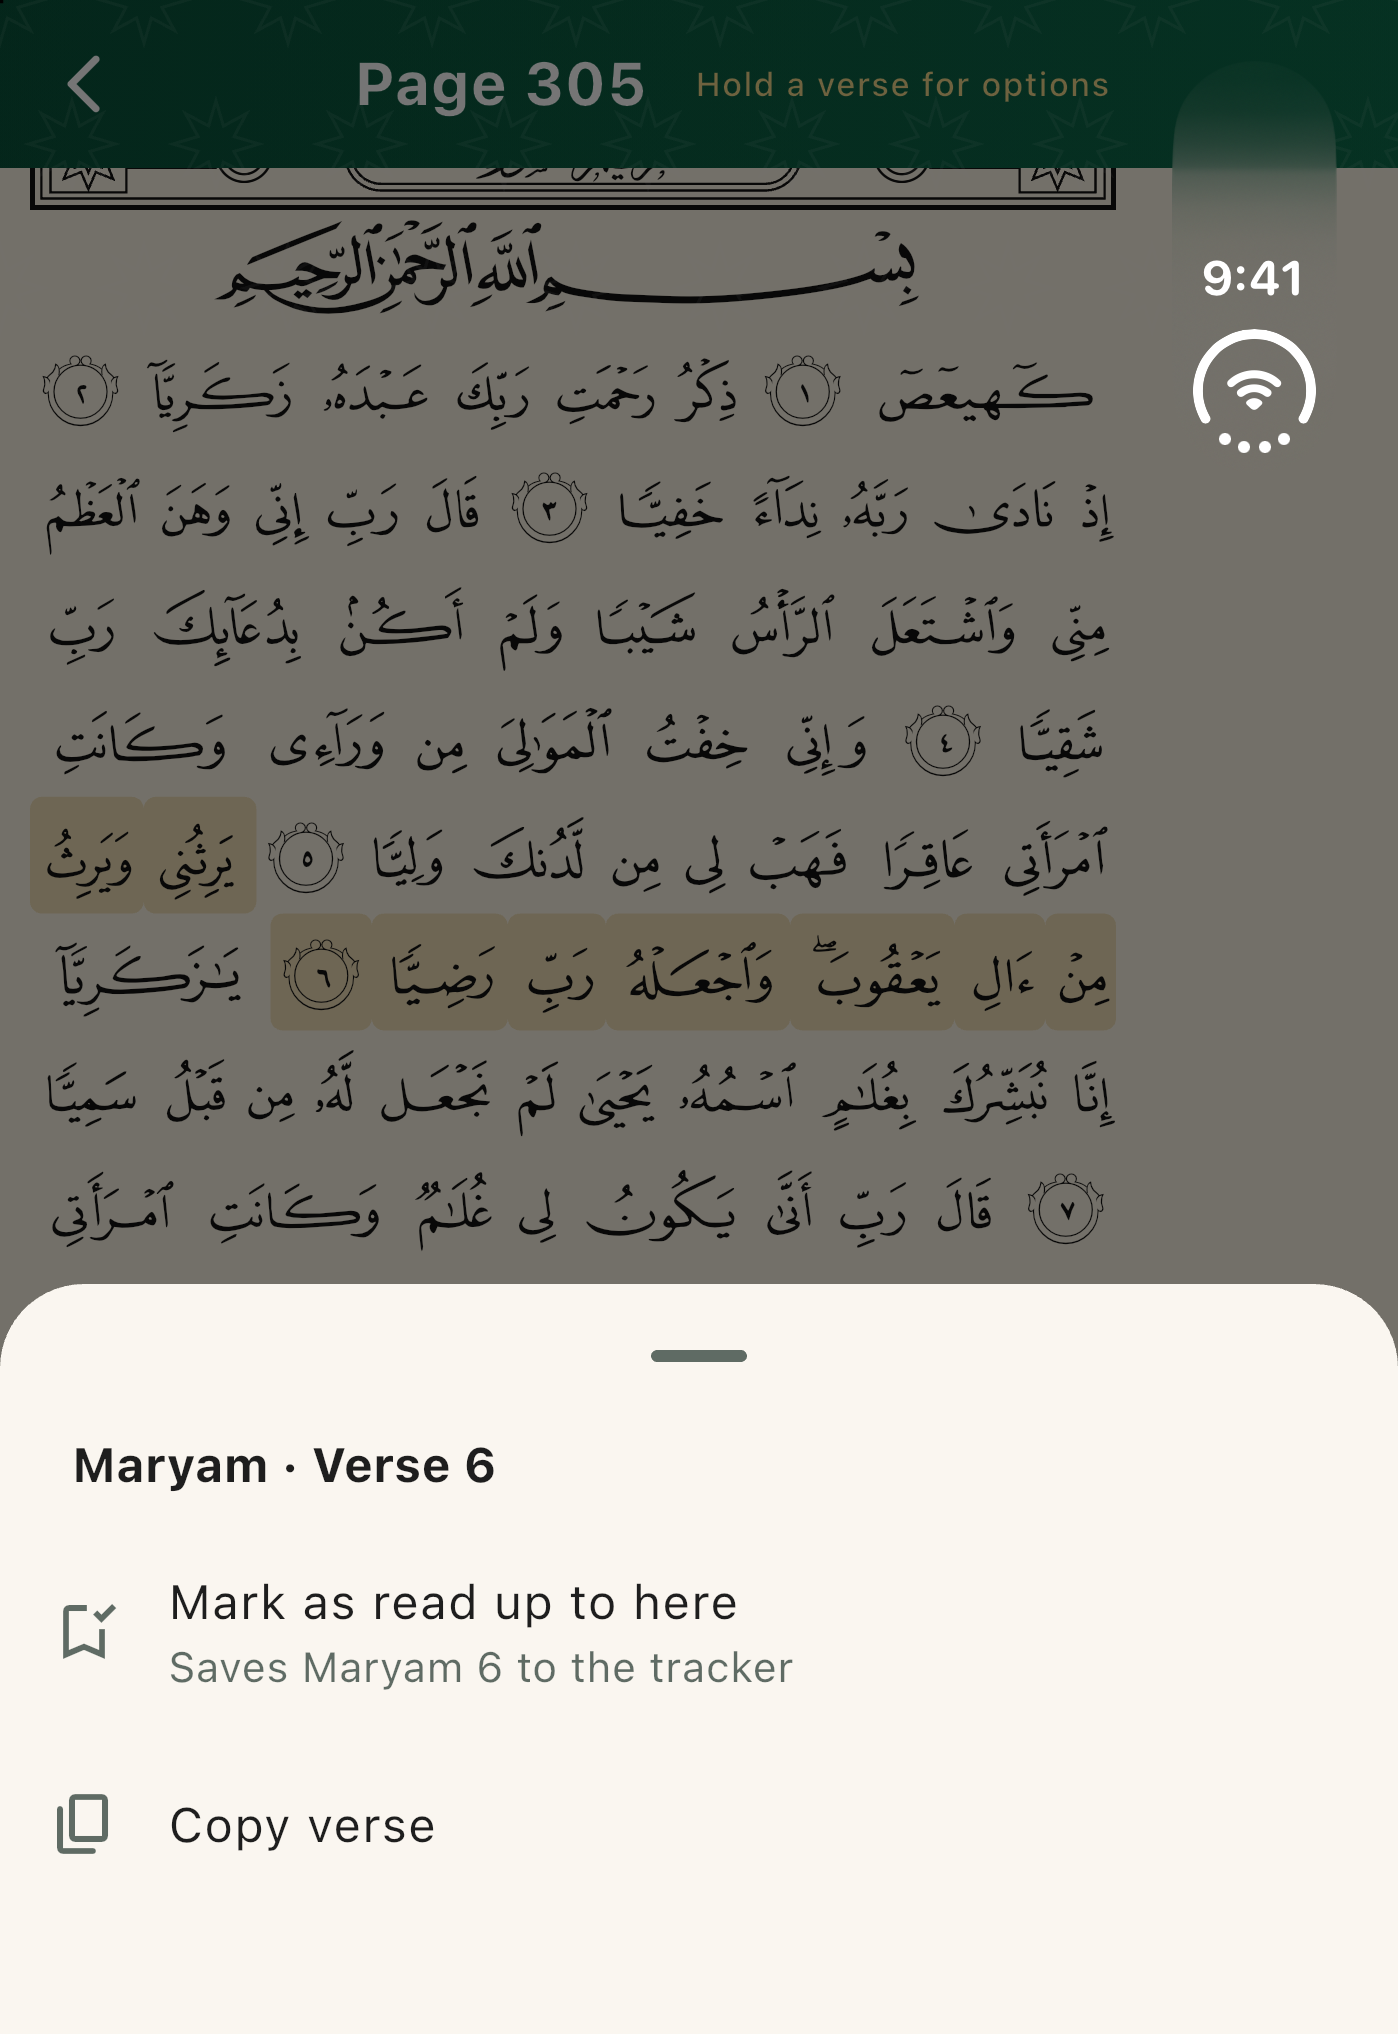 Page 305
Hold a verse for options
9:41
بِسْمِ ٱللَّهِ ٱلرَّحْمَٰنِ ٱلرَّحِيمِ
كٓهيعٓصٓ ١ ذِكْرُ رَحْمَتِ رَبِّكَ عَبْدَهُۥ زَكَرِيَّآ ٢
إِذْ نَادَىٰ رَبَّهُۥ نِدَآءً خَفِيًّا ٣ قَالَ رَبِّ إِنِّى وَهَنَ ٱلْعَظْمُ
مِنِّى وَٱشْتَعَلَ ٱلرَّأْسُ شَيْبًا وَلَمْ أَكُنۢ بِدُعَآئِكَ رَبِّ
شَقِيًّا ٤ وَإِنِّى خِفْتُ ٱلْمَوَٰلِىَ مِن وَرَآءِى وَكَانَتِ
ٱمْرَأَتِى عَاقِرًا فَهَبْ لِى مِن لَّدُنكَ وَلِيًّا ٥ يَرِثُنِى وَيَرِثُ
مِنْ ءَالِ يَعْقُوبَ ۖ وَٱجْعَلْهُ رَبِّ رَضِيًّا ٦ يَٰزَكَرِيَّآ
إِنَّا نُبَشِّرُكَ بِغُلَٰمٍ ٱسْمُهُۥ يَحْيَىٰ لَمْ نَجْعَل لَّهُۥ مِن قَبْلُ سَمِيًّا
٧ قَالَ رَبِّ أَنَّىٰ يَكُونُ لِى غُلَٰمٌ وَكَانَتِ ٱمْرَأَتِى
Maryam · Verse 6
Mark as read up to here
Saves Maryam 6 to the tracker
Copy verse